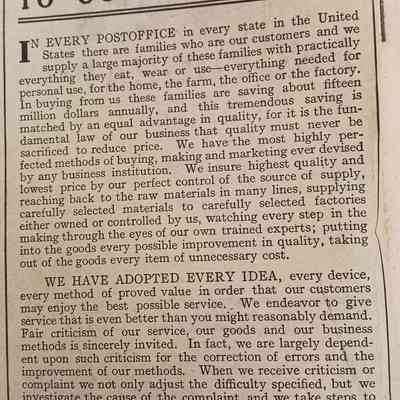 IN EVERY POSTOFFICE in every state in the United
States there are families who are our customers and we
supply a large majority of these families with practically
everything they eat, wear or use—everything needed for
personal use, for the home, the farm, the office or the factory.
In buying from us these families are saving about fifteen
million dollars annually, and this tremendous saving is
matched by an equal advantage in quality, for it is the fun-
damental law of our business that quality must never be
sacrificed to reduce price. We have the most highly per-
fected methods of buying, making and marketing ever devised
by any business institution. We insure highest quality and
lowest price by our perfect control of the source of supply,
reaching back to the raw materials in many lines, supplying
carefully selected materials to carefully selected factories
either owned or controlled by us, watching every step in the
making through the eyes of our own trained experts; putting
into the goods every possible improvement in quality, taking
out of the goods every item of unnecessary cost.
WE HAVE ADOPTED EVERY IDEA, every device,
every method of proved value in order that our customers
may enjoy the best possible service. We endeavor to give
service that is even better than you might reasonably demand.
Fair criticism of our service, our goods and our business
methods is sincerely invited. In fact, we are largely depend-
ent upon such criticism for the correction of errors and the
improvement of our methods. When we receive criticism or
complaint we not only adjust the difficulty specified, but we
investigate the cause of the complaint, and we take steps to